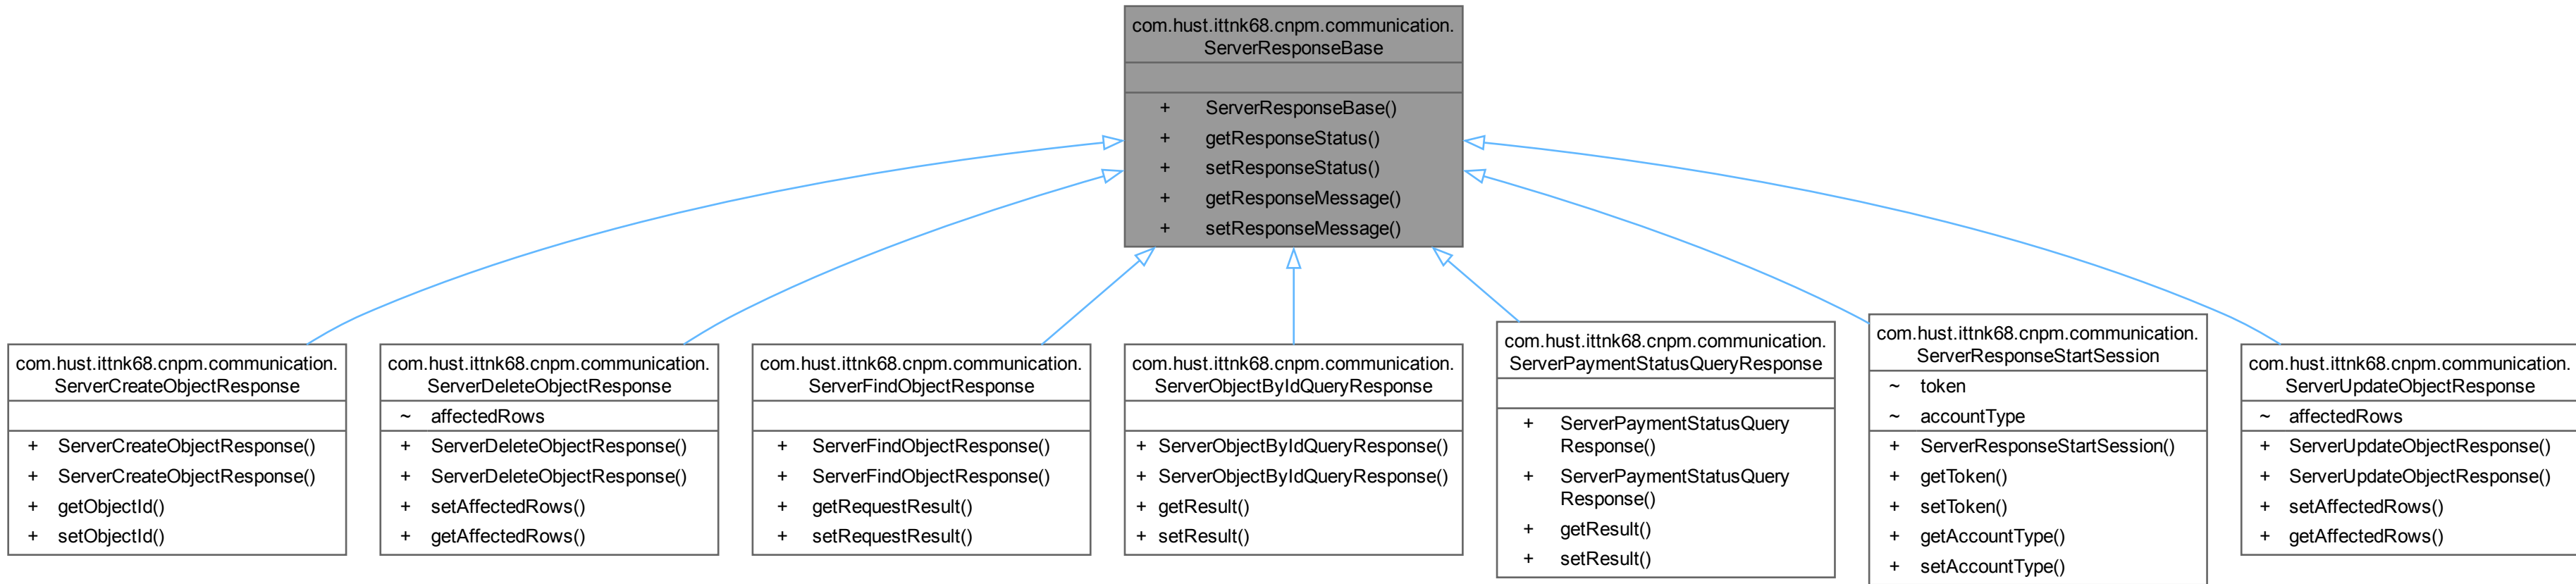 com.hust.ittnk68.cnpm.communication.
ServerResponseBase
+ ServerResponseBase()
+ getResponseStatus()
+ setResponseStatus()
+ getResponseMessage()
+ setResponseMessage()
com.hust.ittnk68.cnpm.communication.
ServerCreateObjectResponse
+ ServerCreateObjectResponse()
+ ServerCreateObjectResponse()
+ getObjectId()
+ setObjectId()
com.hust.ittnk68.cnpm.communication.
ServerDeleteObjectResponse
~ affectedRows
+ ServerDeleteObjectResponse()
+ ServerDeleteObjectResponse()
+ setAffectedRows()
+ getAffectedRows()
com.hust.ittnk68.cnpm.communication.
ServerFindObjectResponse
+ ServerFindObjectResponse()
+ ServerFindObjectResponse()
+ getRequestResult()
+ setRequestResult()
com.hust.ittnk68.cnpm.communication.
ServerObjectByIdQueryResponse
+ ServerObjectByIdQueryResponse()
+ ServerObjectByIdQueryResponse()
+ getResult()
+ setResult()
com.hust.ittnk68.cnpm.communication.
ServerPaymentStatusQueryResponse
+ ServerPaymentStatusQuery
Response()
+ ServerPaymentStatusQuery
Response()
+ getResult()
+ setResult()
com.hust.ittnk68.cnpm.communication.
ServerResponseStartSession
~ token
~ accountType
+ ServerResponseStartSession()
+ getToken()
+ setToken()
+ getAccountType()
+ setAccountType()
com.hust.ittnk68.cnpm.communication.
ServerUpdateObjectResponse
~ affectedRows
+ ServerUpdateObjectResponse()
+ ServerUpdateObjectResponse()
+ setAffectedRows()
+ getAffectedRows()